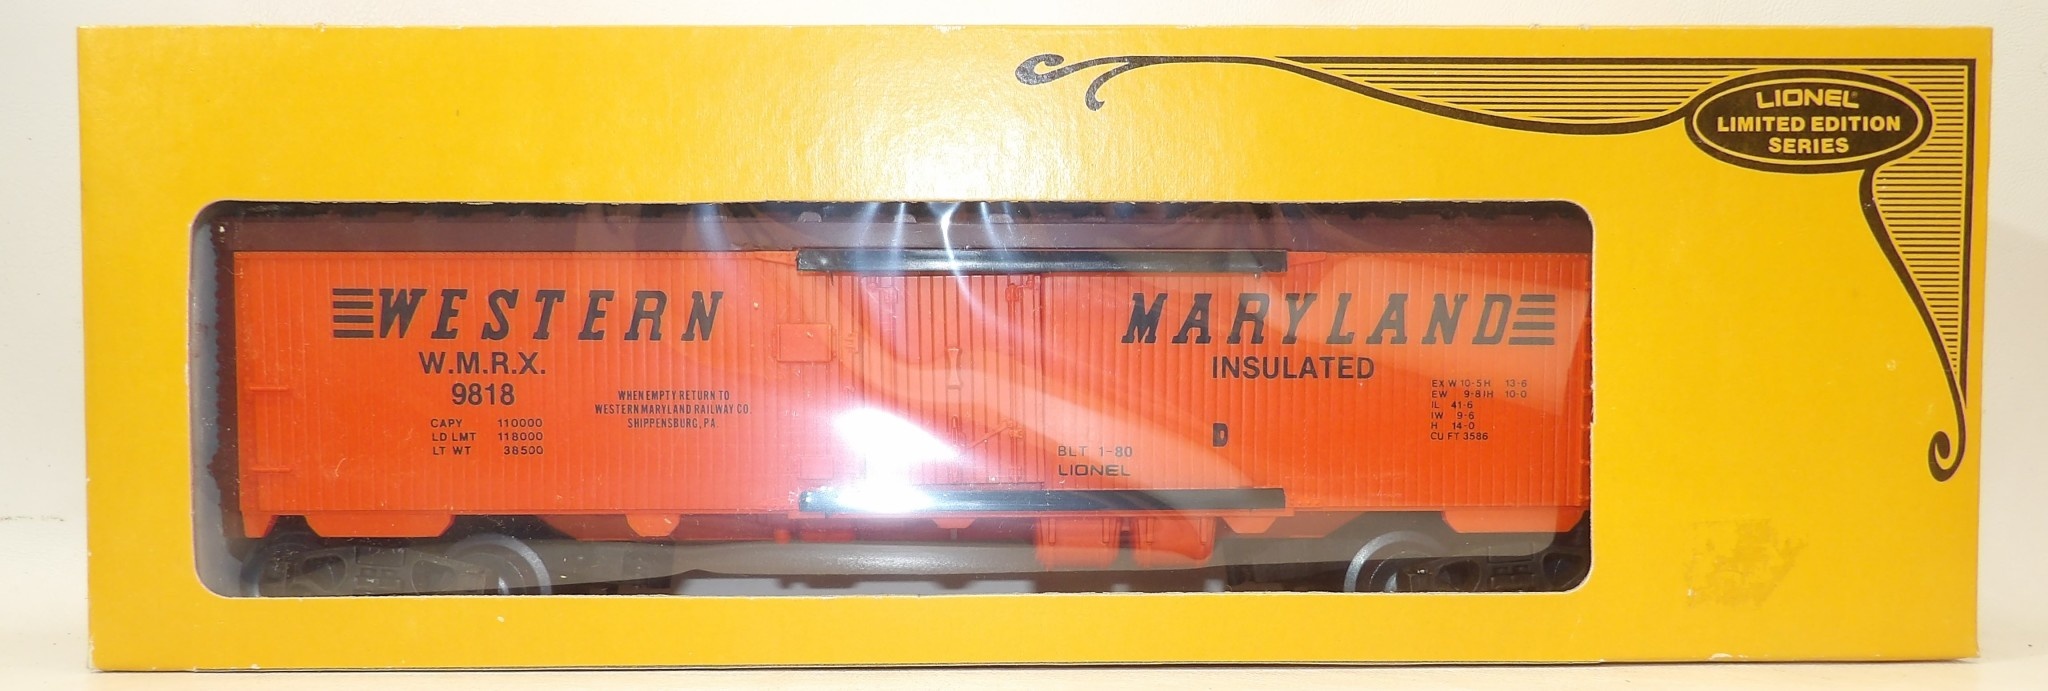 LIONEL
LIMITED EDITION
SERIES
WESTERN
W.M.R.X.
9818
CAPY 110000
LD LMT 118000
LT WT 38500
WHEN EMPTY RETURN TO
WESTERN MARYLAND RAILWAY CO.
SHIPPENSBURG, PA.
MARYLAND
INSULATED
D
BLT 1-80
LIONEL
EX W 10-5 H 13-6
EW 9-8 IH 10-0
IL 41-6
IW 9-6
H 14-0
CU FT 3586